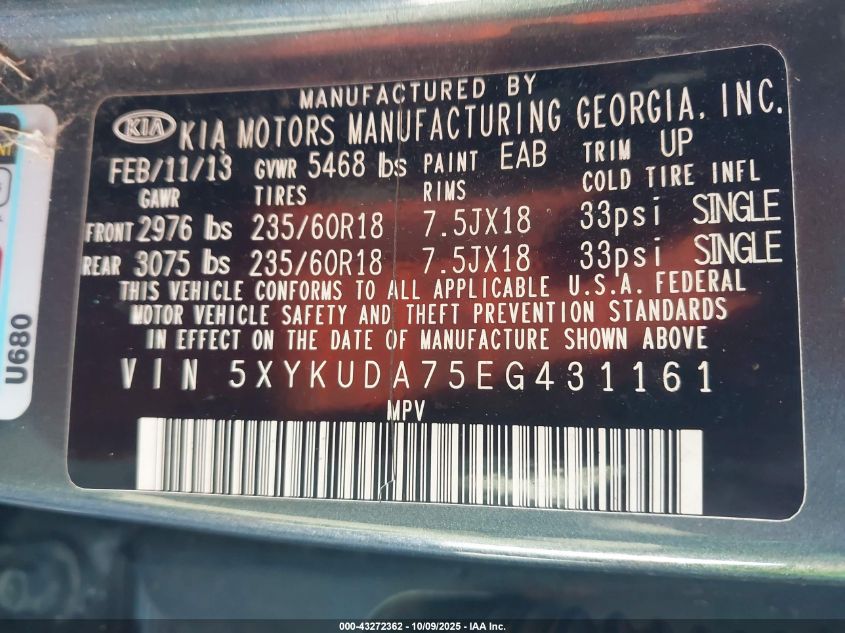 MANUFACTURED BY
KIA KIA MOTORS MANUFACTURING GEORGIA, INC.
FEB/11/13 GVWR 5468 lbs PAINT EAB TRIM UP
GAWR TIRES RIMS COLD TIRE INFL
FRONT 2976 lbs 235/60R18 7.5JX18 33psi SINGLE
REAR 3075 lbs 235/60R18 7.5JX18 33psi SINGLE
THIS VEHICLE CONFORMS TO ALL APPLICABLE U.S.A. FEDERAL
MOTOR VEHICLE SAFETY AND THEFT PREVENTION STANDARDS
IN EFFECT ON THE DATE OF MANUFACTURE SHOWN ABOVE
VIN 5XYKUDA75EG431161
MPV
U680
000-43272362 - 10/09/2025 - IAA Inc.